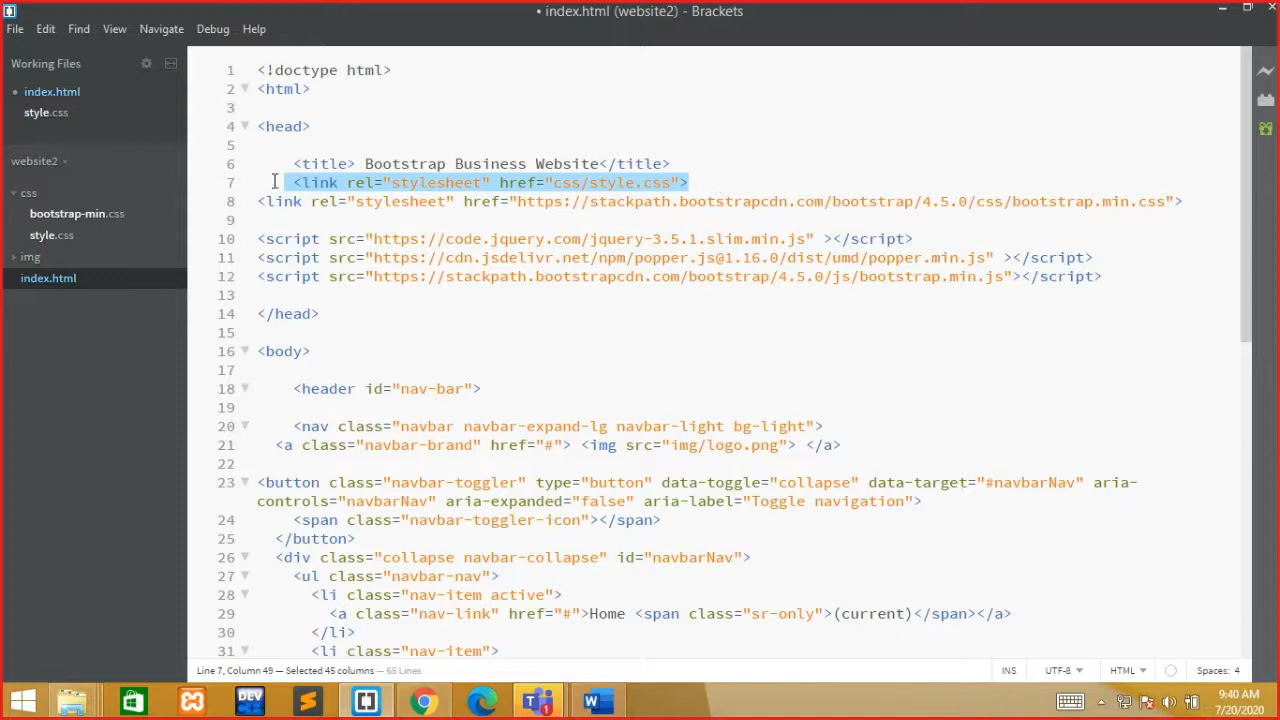 • index.html (website2) - Brackets
File Edit Find View Navigate Debug Help
Working Files
index.html
style.css
website2
css
bootstrap-min.css
style.css
img
index.html
1 <!doctype html>
2 <html>
3
4 <head>
5
6 <title> Bootstrap Business Website</title>
7 <link rel="stylesheet" href="css/style.css">
8 <link rel="stylesheet" href="https://stackpath.bootstrapcdn.com/bootstrap/4.5.0/css/bootstrap.min.css">
9
10 <script src="https://code.jquery.com/jquery-3.5.1.slim.min.js" ></script>
11 <script src="https://cdn.jsdelivr.net/npm/popper.js@1.16.0/dist/umd/popper.min.js" ></script>
12 <script src="https://stackpath.bootstrapcdn.com/bootstrap/4.5.0/js/bootstrap.min.js"></script>
13
14 </head>
15
16 <body>
17
18 <header id="nav-bar">
19
20 <nav class="navbar navbar-expand-lg navbar-light bg-light">
21 <a class="navbar-brand" href="#"> <img src="img/logo.png"> </a>
22
23 <button class="navbar-toggler" type="button" data-toggle="collapse" data-target="#navbarNav" aria-
controls="navbarNav" aria-expanded="false" aria-label="Toggle navigation">
24 <span class="navbar-toggler-icon"></span>
25 </button>
26 <div class="collapse navbar-collapse" id="navbarNav">
27 <ul class="navbar-nav">
28 <li class="nav-item active">
29 <a class="nav-link" href="#">Home <span class="sr-only">(current)</span></a>
30 </li>
31 <li class="nav-item">
Line 7, Column 49 — Selected 45 columns — 65 Lines
INS UTF-8 HTML Spaces: 4
DEV
1
W
9:40 AM
7/20/2020